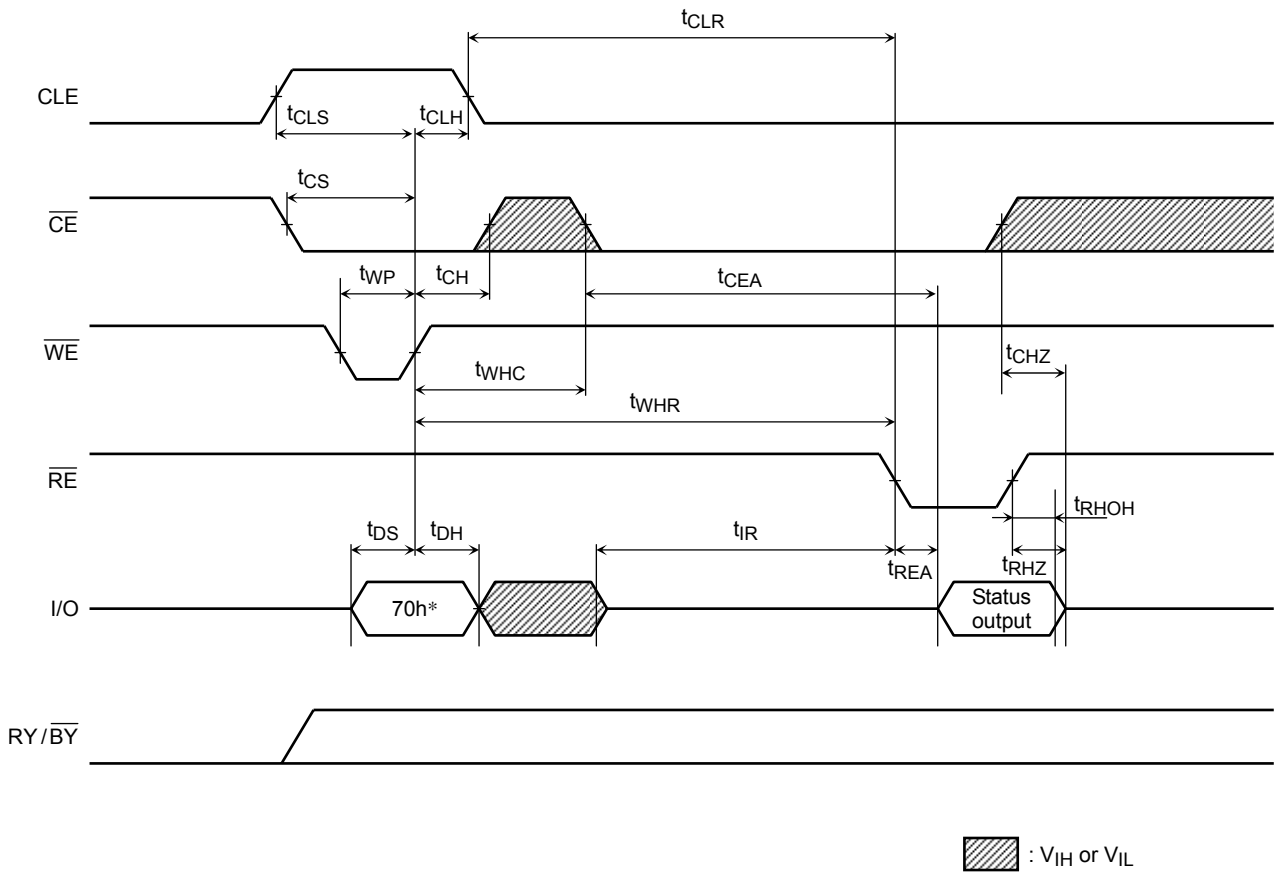 tCLR
CLE
tCLS
tCLH
tCS
CE
tWP
tCH
tCEA
WE
tCHZ
tWHC
tWHR
RE
tRHOH
tDS
tDH
tIR
tREA
tRHZ
I/O
70h*
Status
output
RY/BY
: VIH or VIL